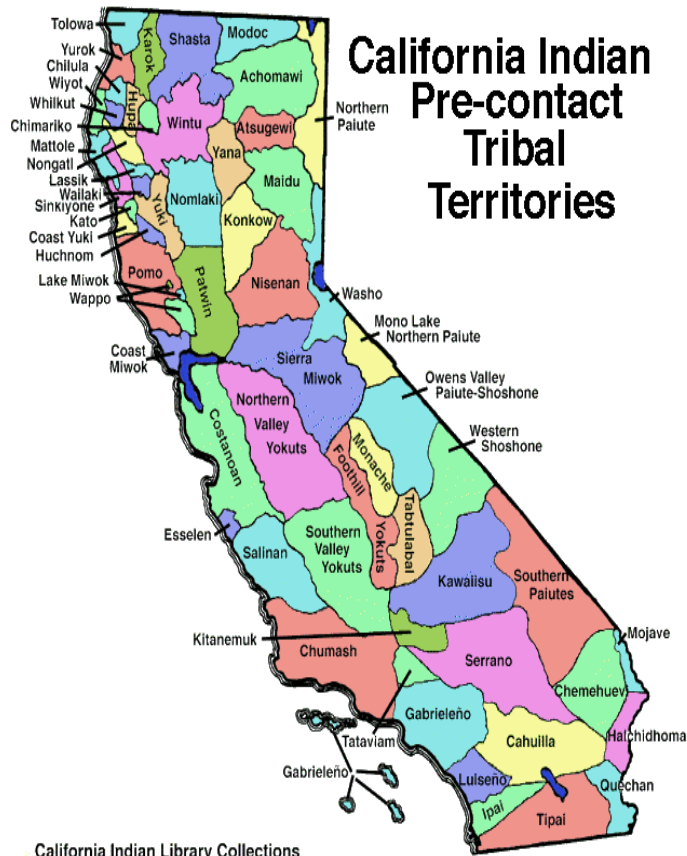 California Indian
Pre-contact
Tribal
Territories
Tolowa
Yurok
Chilula
Wiyot
Whilkut
Chimariko
Mattole
Nongatl
Lassik
Wailaki
Sinkiyone
Kato
Coast Yuki
Huchnom
Lake Miwok
Wappo
Coast
Miwok
Karok
Shasta
Modoc
Achomawi
Northern
Paiute
Hupa
Wintu
Atsugewi
Yana
Maidu
Yuki
Nomlaki
Konkow
Pomo
Patwin
Nisenan
Washo
Mono Lake
Northern Paiute
Sierra
Miwok
Owens Valley
Paiute-Shoshone
Western
Shoshone
Costanoan
Northern
Valley
Yokuts
Foothill
Yokuts
Monache
Tabtulabal
Esselen
Salinan
Southern
Valley
Yokuts
Kawaiisu
Southern
Paiutes
Kitanemuk
Chumash
Serrano
Mojave
Chemehuevi
Gabrieleño
Tataviam
Cahuilla
Halchidhoma
Gabrieleño
Luiseño
Quechan
Ipai
Tipai
California Indian Library Collections